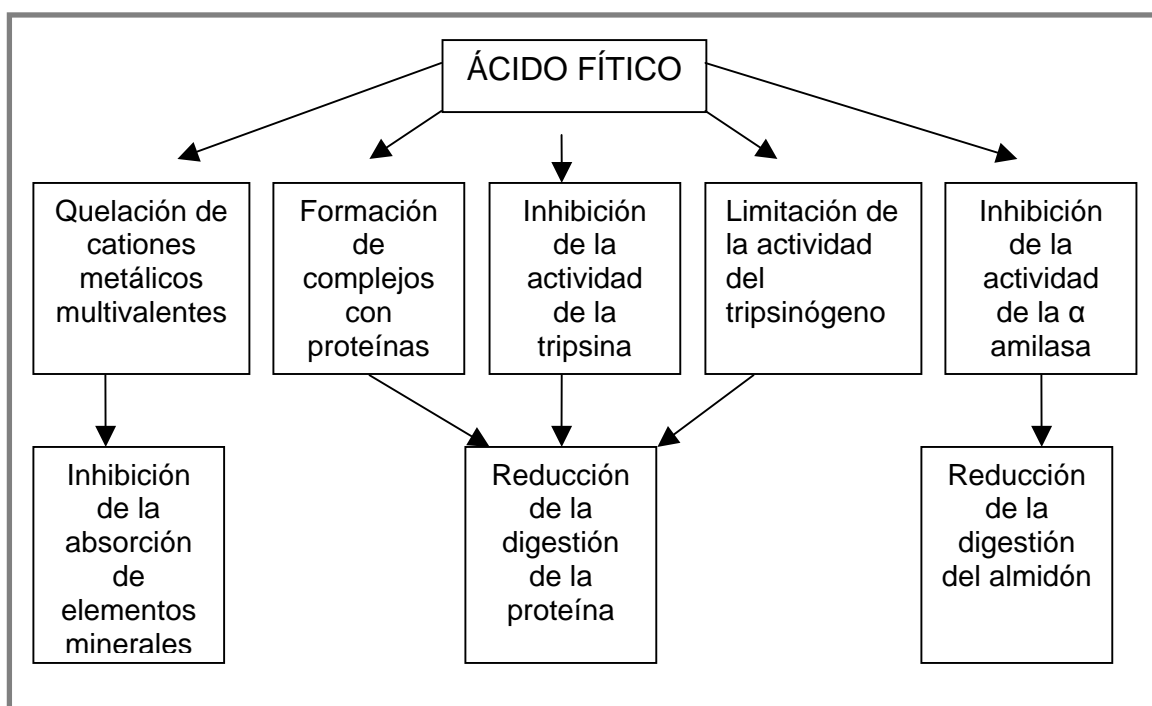 ÁCIDO FÍTICO
Quelación de
cationes
metálicos
multivalentes
Formación
de
complejos
con
proteínas
Inhibición
de la
actividad
de la
tripsina
Limitación de
la actividad
del
tripsinógeno
Inhibición
de la
actividad
de la α
amilasa
Inhibición
de la
absorción
de
elementos
minerales
Reducción
de la
digestión
de la
proteína
Reducción
de la
digestión
del almidón